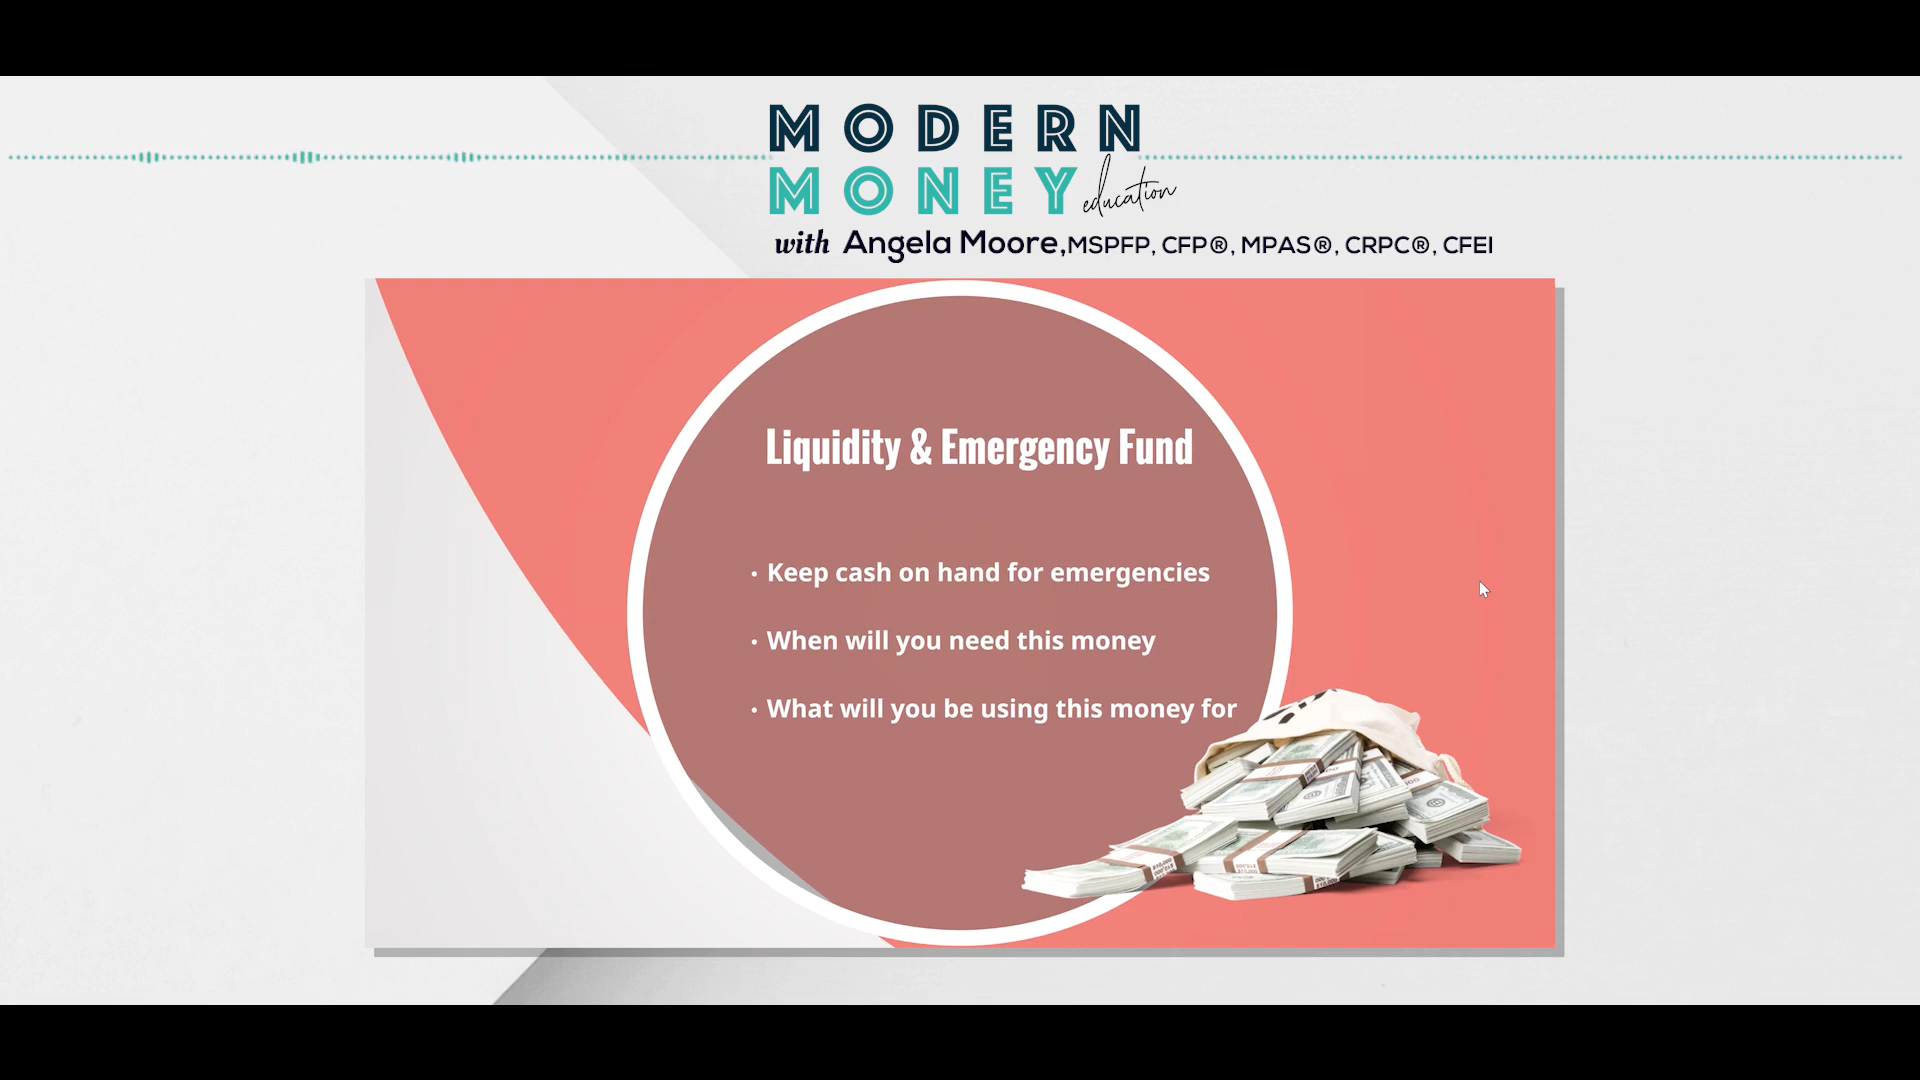 MODERN
MONEY education
with Angela Moore, MSPFP, CFP®, MPAS®, CRPC®, CFEI
Liquidity & Emergency Fund
· Keep cash on hand for emergencies
· When will you need this money
· What will you be using this money for